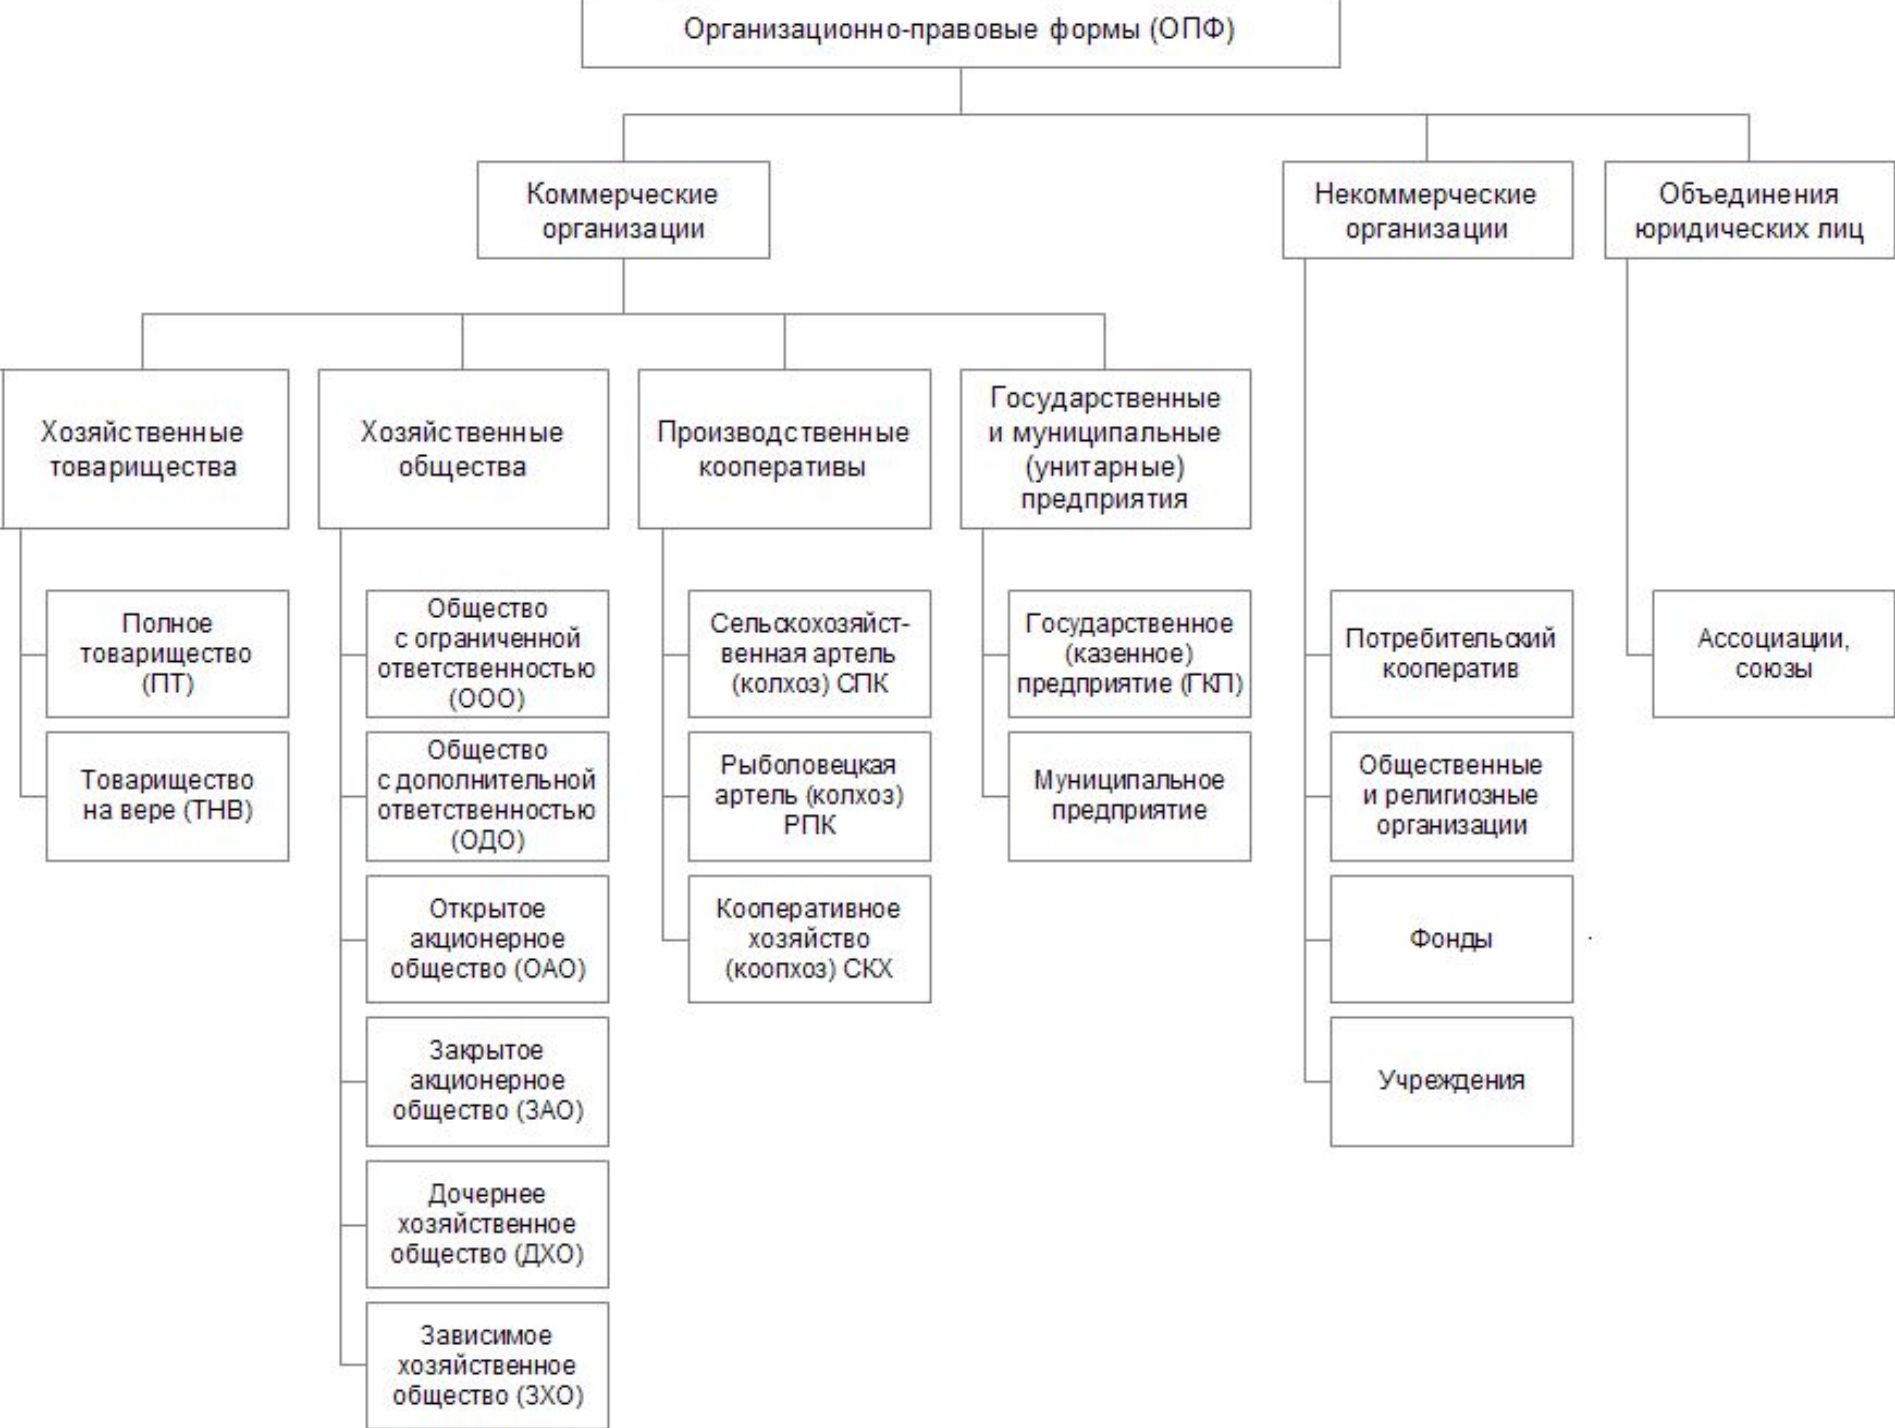 Организационно-правовые формы (ОПФ)
Коммерческие
организации
Некоммерческие
организации
Объединения
юридических лиц
Хозяйственные
товарищества
Хозяйственные
общества
Производственные
кооперативы
Государственные
и муниципальные
(унитарные)
предприятия
Полное
товарищество
(ПТ)
Товарищество
на вере (ТНВ)
Общество
с ограниченной
ответственностью
(ООО)
Общество
с дополнительной
ответственностью
(ОДО)
Открытое
акционерное
общество (ОАО)
Закрытое
акционерное
общество (ЗАО)
Дочернее
хозяйственное
общество (ДХО)
Зависимое
хозяйственное
общество (ЗХО)
Сельскохозяйст-
венная артель
(колхоз) СПК
Рыболовецкая
артель (колхоз)
РПК
Кооперативное
хозяйство
(коопхоз) СКХ
Государственное
(казенное)
предприятие (ГКП)
Муниципальное
предприятие
Потребительский
кооператив
Общественные
и религиозные
организации
Фонды
Учреждения
Ассоциации,
союзы